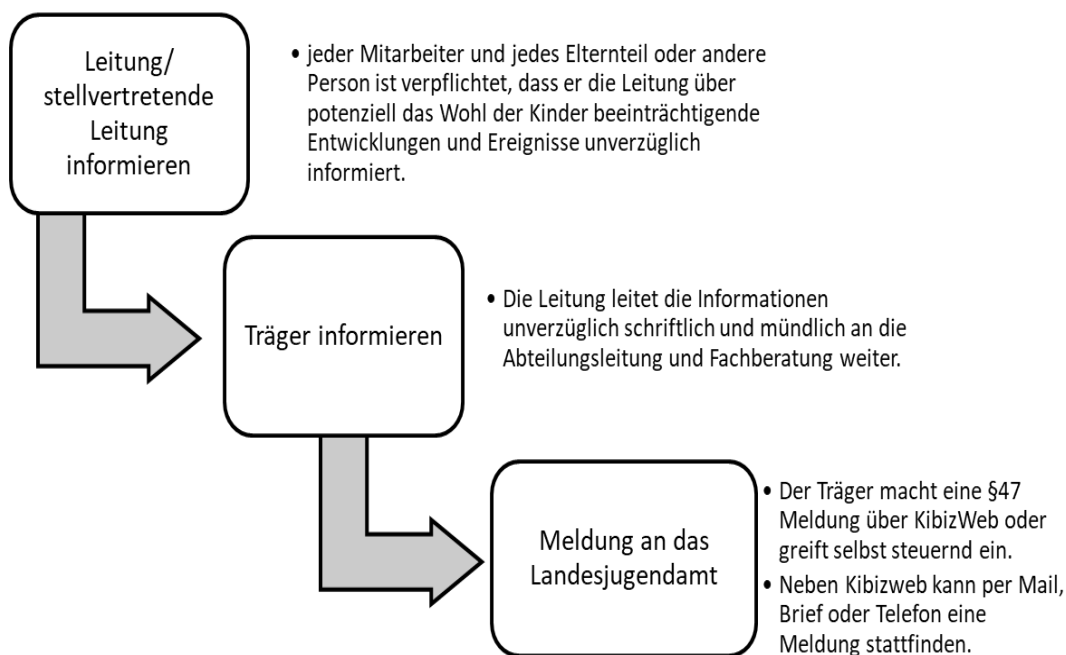 Leitung/
stellvertretende
Leitung
informieren
• jeder Mitarbeiter und jedes Elternteil oder andere
Person ist verpflichtet, dass er die Leitung über
potenziell das Wohl der Kinder beeinträchtigende
Entwicklungen und Ereignisse unverzüglich
informiert.
Träger informieren
• Die Leitung leitet die Informationen
unverzüglich schriftlich und mündlich an die
Abteilungsleitung und Fachberatung weiter.
Meldung an das
Landesjugendamt
• Der Träger macht eine §47
Meldung über KibizWeb oder
greift selbst steuernd ein.
• Neben Kibizweb kann per Mail,
Brief oder Telefon eine
Meldung stattfinden.